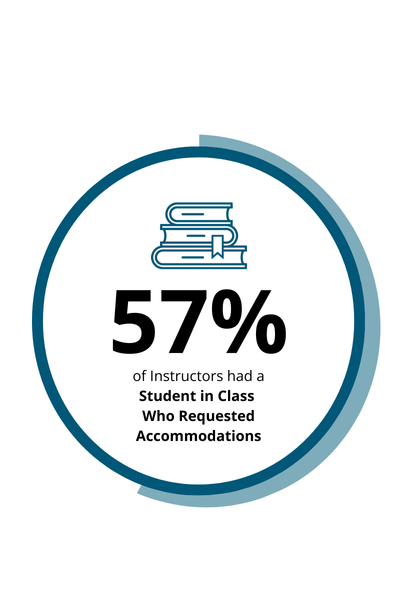 57%
of Instructors had a
Student in Class
Who Requested
Accommodations